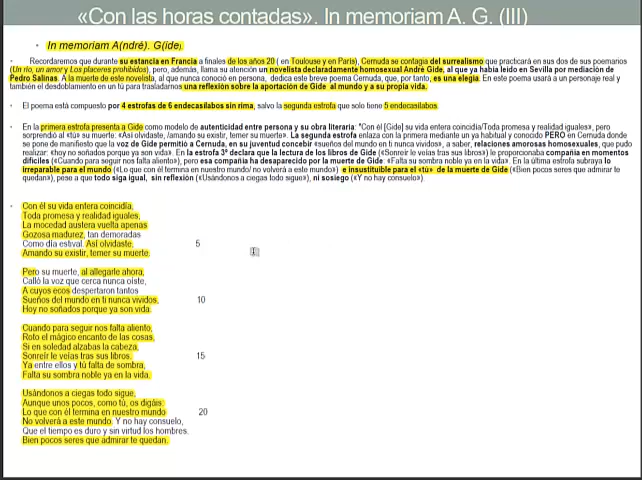 «Con las horas contadas». In memoriam A. G. (III)
• In memoriam A(ndré). G(ide).
• Recordaremos que durante su estancia en Francia a finales de los años 20 ( en Toulouse y en París), Cernuda se contagia del surrealismo que practicará en sus dos de sus poemarios
(Un río, un amor y Los placeres prohibidos), pero, además, llama su atención un novelista declaradamente homosexual André Gide, al que ya había leído en Sevilla por mediación de
Pedro Salinas. A la muerte de este novelista, al que nunca conoció en persona, dedica este breve poema Cernuda, que, por tanto, es una elegía. En este poema usará a un personaje real y
también el desdoblamiento en un tú para trasladarnos una reflexión sobre la aportación de Gide al mundo y a su propia vida.
• El poema está compuesto por 4 estrofas de 6 endecasílabos sin rima, salvo la segunda estrofa que solo tiene 5 endecasílabos.
• En la primera estrofa presenta a Gide como modelo de autenticidad entre persona y su obra literaria: "Con él [Gide] su vida entera coincidía/Toda promesa y realidad iguales», pero
sorprendió al «tú» su muerte: «Así olvidaste, /amando su existir, temer su muerte». La segunda estrofa enlaza con la primera mediante un ya habitual y conocido PERO en Cernuda donde
se pone de manifiesto que la voz de Gide permitió a Cernuda, en su juventud concebir «sueños del mundo en ti nunca vividos», a saber, relaciones amorosas homosexuales, que pudo
realizar: «hoy no soñados porque ya son vida». En la estrofa 3ª declara que la lectura de los libros de Gide («Sonreír le veías tras sus libros») le proporcionaba compañía en momentos
difíciles («Cuando para seguir nos falta aliento»), pero esa compañía ha desaparecido por la muerte de Gide: «Falta su sombra noble ya en la vida». En la última estrofa subraya lo
irreparable para el mundo («Lo que con él termina en nuestro mundo/ no volverá a este mundo») e insustituible para el «tú» de la muerte de Gide («Bien pocos seres que admirar te
quedan»), pese a que todo siga igual, sin reflexión («Usándonos a ciegas todo sigue»), ni sosiego («Y no hay consuelo»).
• Con él su vida entera coincidía,
Toda promesa y realidad iguales,
La mocedad austera vuelta apenas
Gozosa madurez, tan demoradas
Como día estival. Así olvidaste, 5
Amando su existir, temer su muerte.
Pero su muerte, al allegarle ahora,
Calló la voz que cerca nunca oíste,
A cuyos ecos despertaron tantos
Sueños del mundo en ti nunca vividos, 10
Hoy no soñados porque ya son vida.
Cuando para seguir nos falta aliento,
Roto el mágico encanto de las cosas,
Si en soledad alzabas la cabeza,
Sonreír le veías tras sus libros. 15
Ya entre ellos y tú falta de sombra,
Falta su sombra noble ya en la vida.
Usándonos a ciegas todo sigue,
Aunque unos pocos, como tú, os digáis:
Lo que con él termina en nuestro mundo 20
No volverá a este mundo. Y no hay consuelo,
Que el tiempo es duro y sin virtud los hombres.
Bien pocos seres que admirar te quedan.